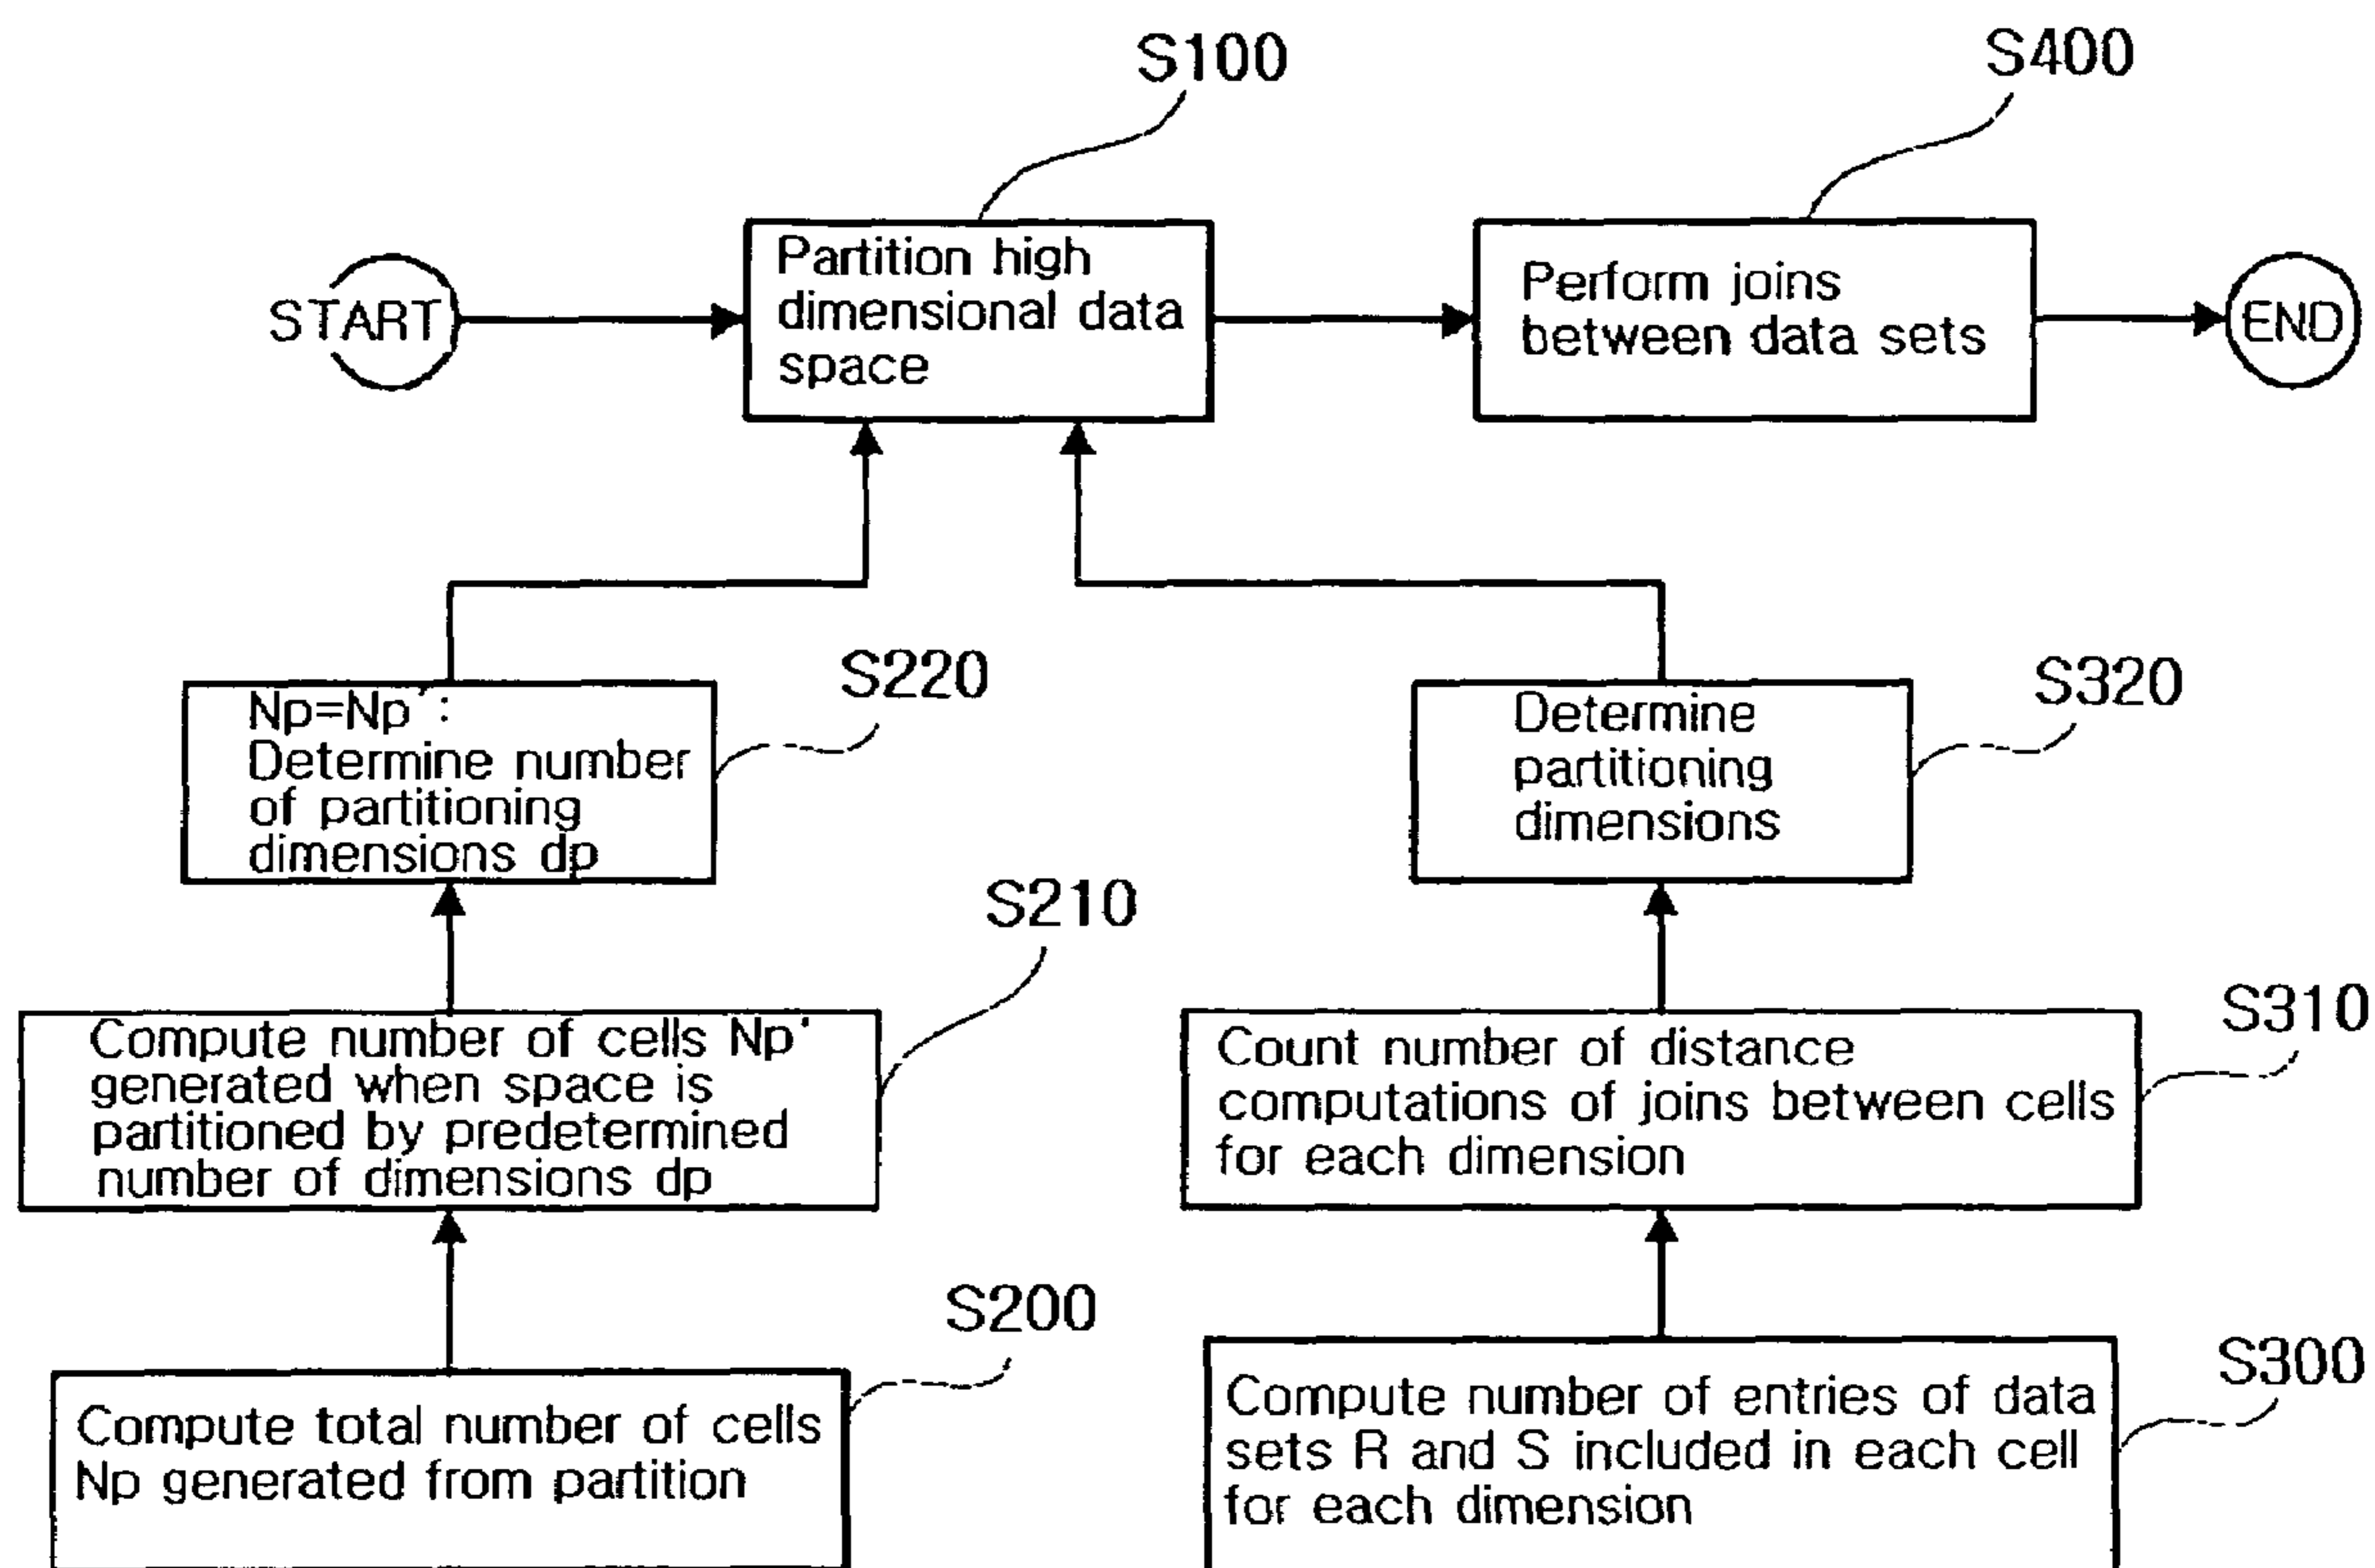 S100
S400
START
Partition high
dimensional data
space
Perform joins
between data sets
END
S220
Np=Np':
Determine number
of partitioning
dimensions dp
S320
Determine
partitioning
dimensions
S210
Compute number of cells Np'
generated when space is
partitioned by predetermined
number of dimensions dp
S310
Count number of distance
computations of joins between cells
for each dimension
S200
Compute total number of cells
Np generated from partition
S300
Compute number of entries of data
sets R and S included in each cell
for each dimension